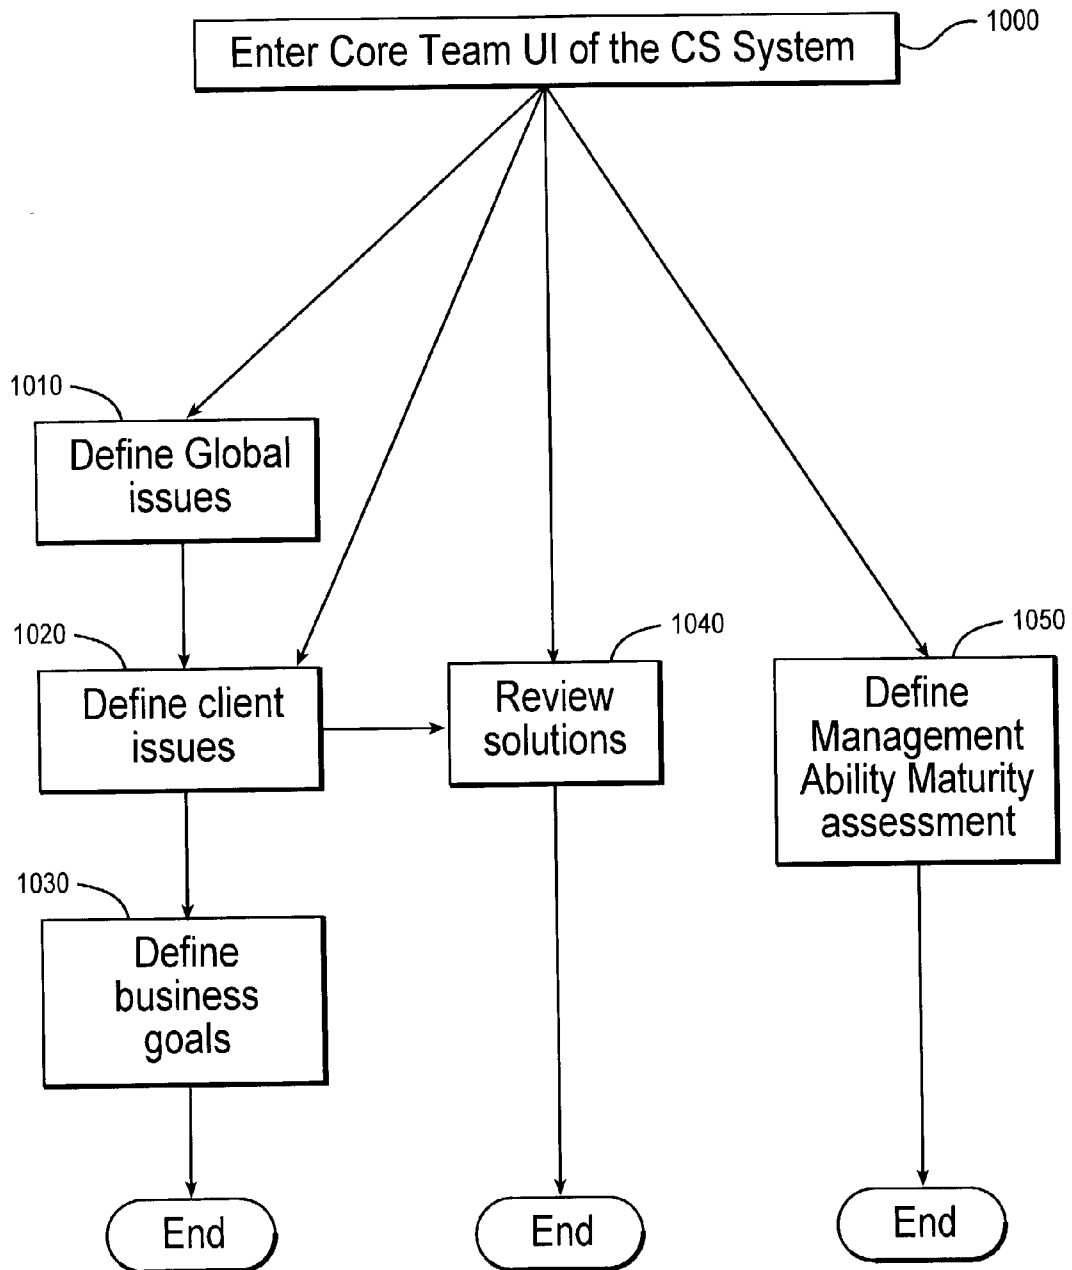 Enter Core Team UI of the CS System
1000
1010
Define Global
issues
1020
Define client
issues
1040
Review
solutions
1050
Define
Management
Ability Maturity
assessment
1030
Define
business
goals
End
End
End